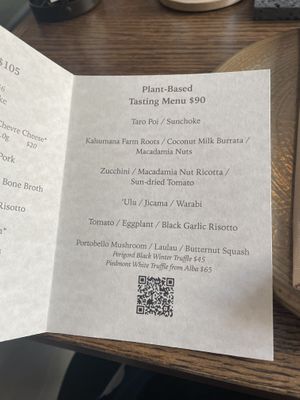 $105
Chevre Cheese"
$20
Pork
Bone Broth
Risotto
Plant-Based
Tasting Menu $90
Taro Poi / Sunchoke
Kahumana Farm Roots / Coconut Milk Burrata /
Macadamia Nuts
Zucchini / Macadamia Nut Ricotta /
Sun-dried Tomato
'Ulu / Jicama / Warabi
Tomato / Eggplant / Black Garlic Risotto
Portobello Mushroom / Laulau / Butternut Squash
Perigord Black Winter Truffle $45
Piedmont White Truffle from Alba $65